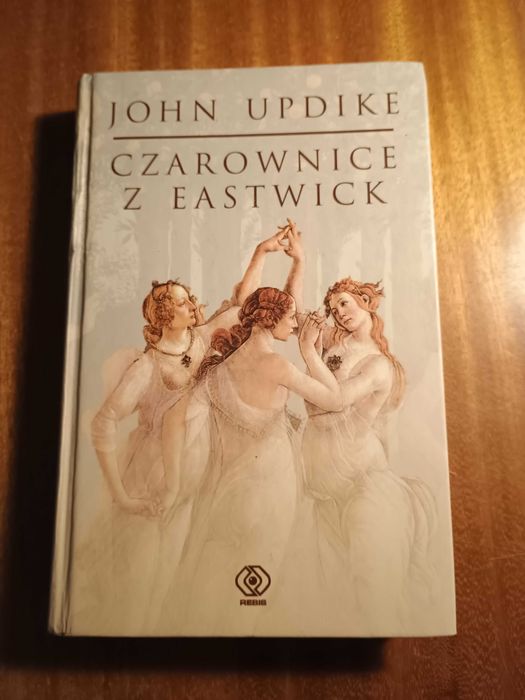 JOHN UPDIKE
CZAROWNICE
Z EASTWICK
REBIS